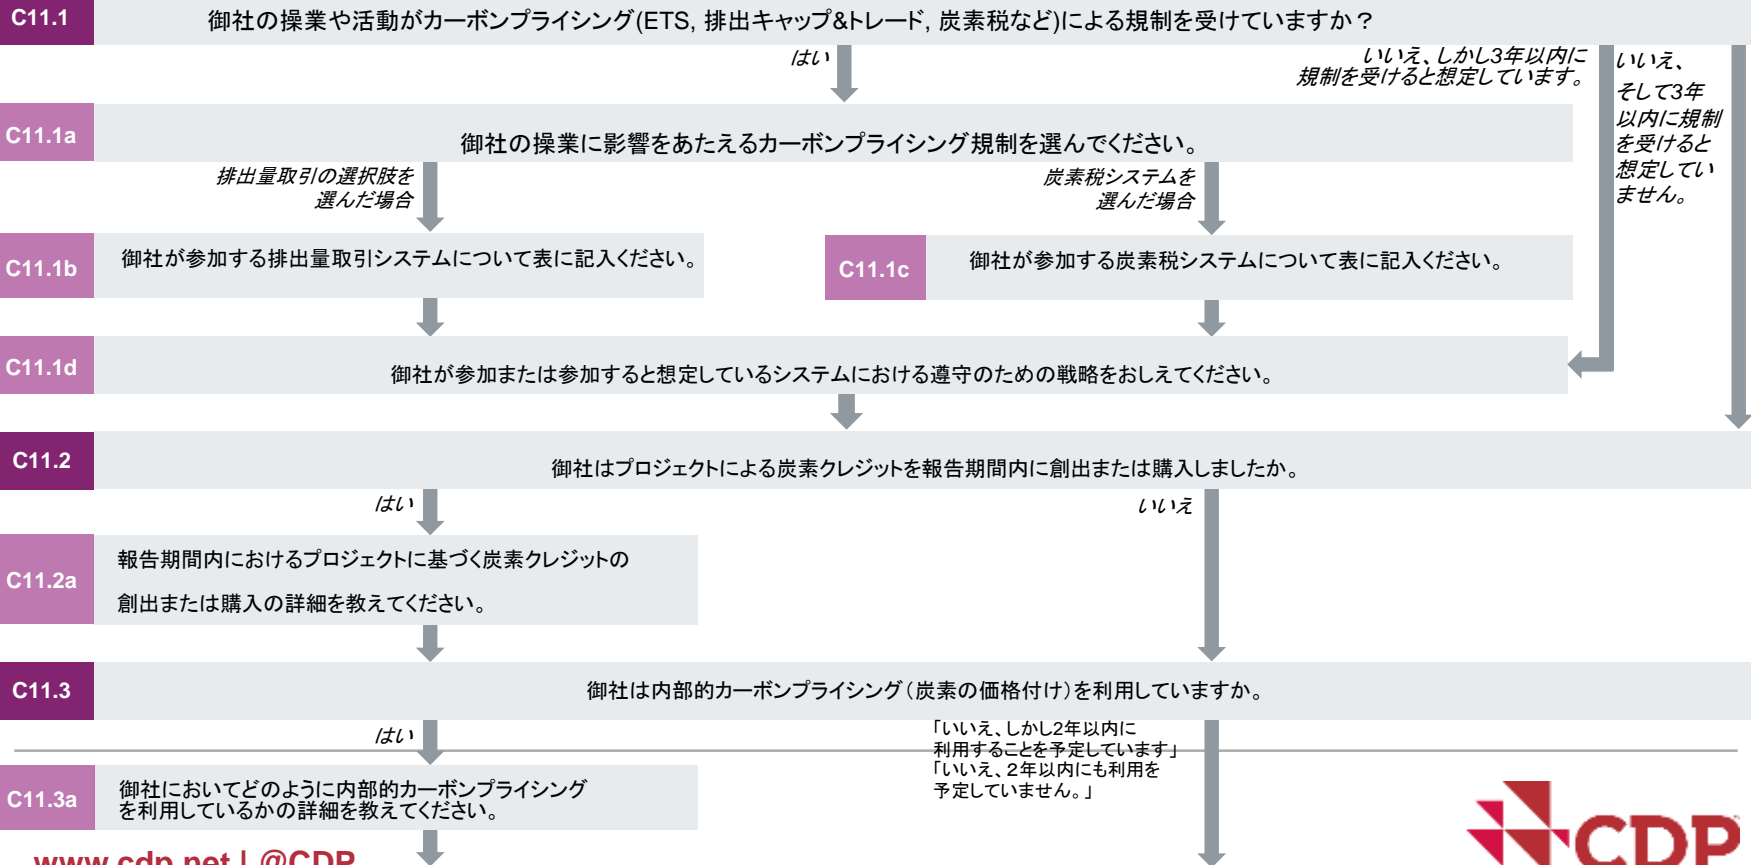 C11.1
御社の操業や活動がカーボンプライシング(ETS, 排出キャップ&トレード, 炭素税など)による規制を受けていますか？
はい
いいえ、しかし3年以内に
規制を受けると想定しています。
いいえ、
そして3年
以内に規制
を受けると
想定してい
ません。
C11.1a
御社の操業に影響をあたえるカーボンプライシング規制を選んでください。
排出量取引の選択肢を
選んだ場合
炭素税システムを
選んだ場合
C11.1b
御社が参加する排出量取引システムについて表に記入ください。
C11.1c
御社が参加する炭素税システムについて表に記入ください。
C11.1d
御社が参加または参加すると想定しているシステムにおける遵守のための戦略をおしえてください。
C11.2
御社はプロジェクトによる炭素クレジットを報告期間内に創出または購入しましたか。
はい
いいえ
C11.2a
報告期間内におけるプロジェクトに基づく炭素クレジットの
創出または購入の詳細を教えてください。
C11.3
御社は内部的カーボンプライシング（炭素の価格付け）を利用していますか。
はい
「いいえ、しかし2年以内に
利用することを予定しています」
「いいえ、２年以内にも利用を
予定していません。」
C11.3a
御社においてどのように内部的カーボンプライシング
を利用しているかの詳細を教えてください。
www.cdp.net | @CDP
CDP